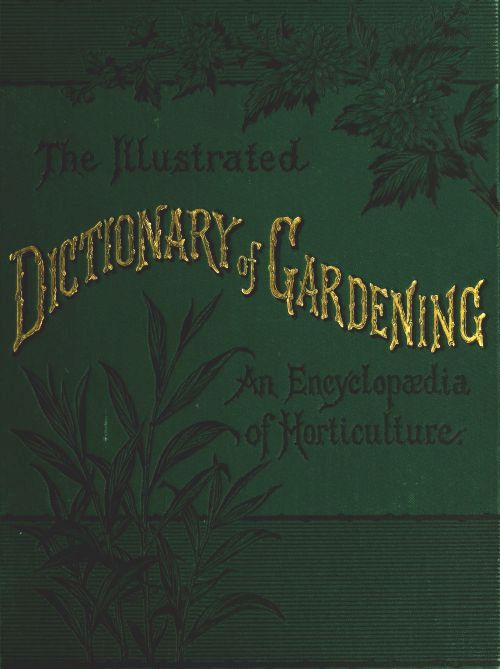 The Illustrated
DICTIONARY of GARDENING
An Encyclopædia
of Horticulture.